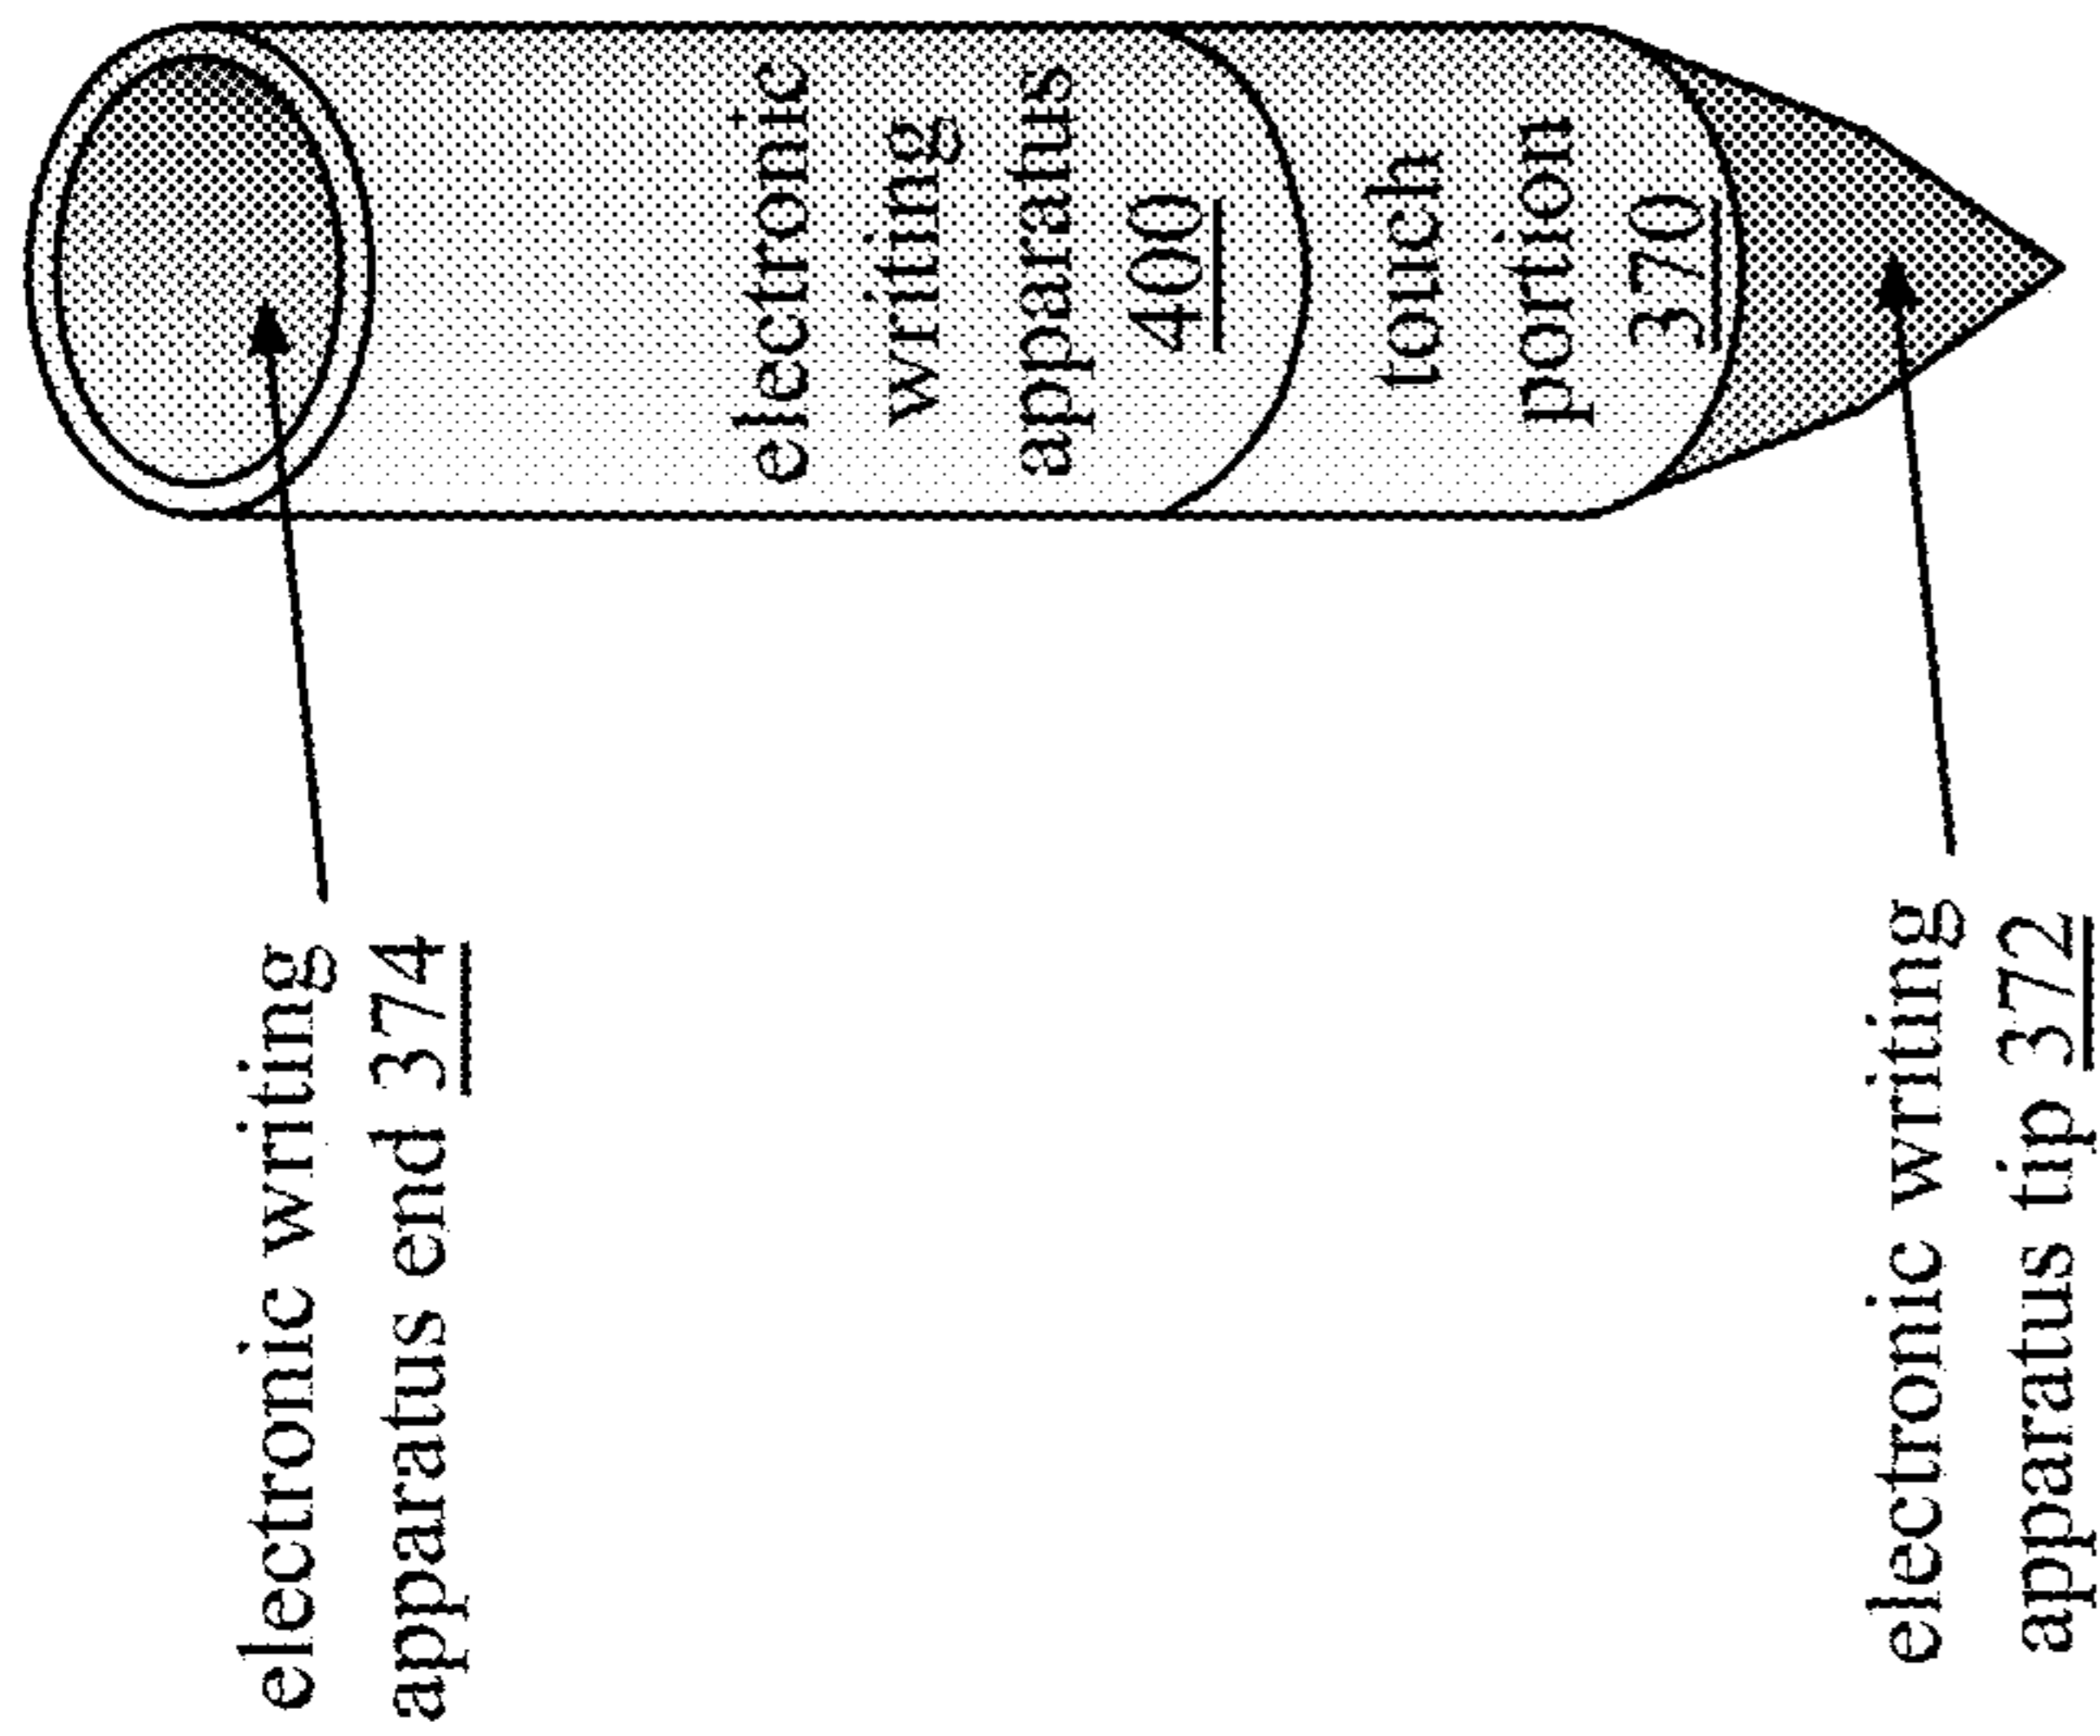 electronic writing
apparatus end 374
electronic
writing
apparatus
400
touch
portion
370
electronic writing
apparatus tip 372